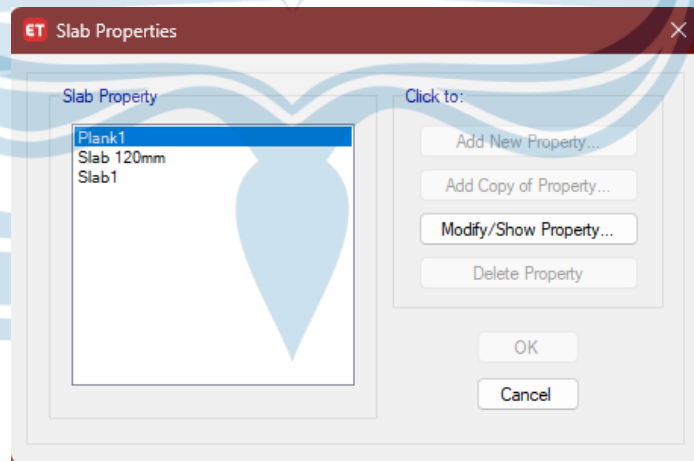 ET Slab Properties
Slab Property
Plank1
Slab 120mm
Slab1
Click to:
Add New Property...
Add Copy of Property...
Modify/Show Property...
Delete Property
OK
Cancel